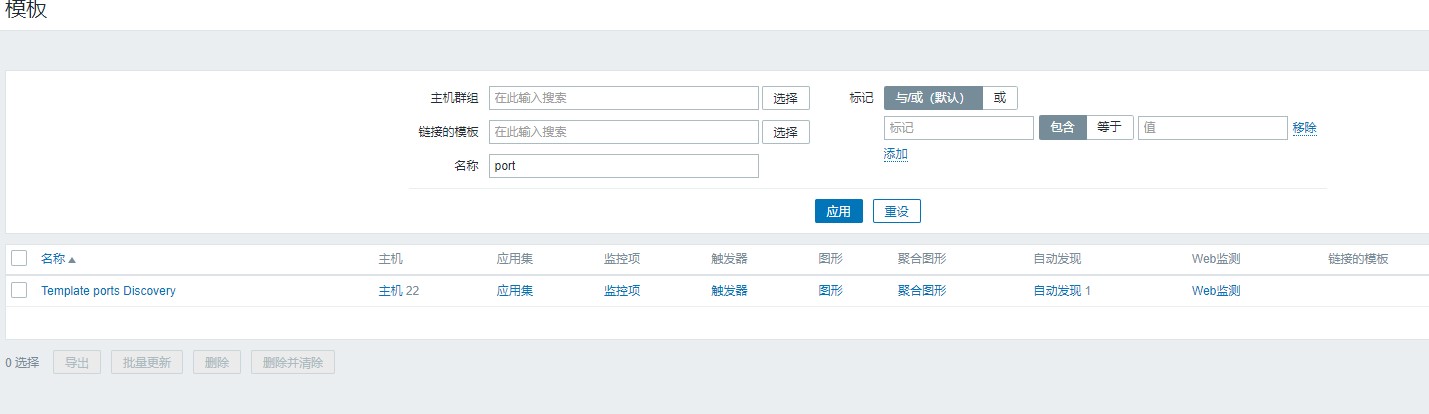 模板
主机群组 在此输入搜索 选择 标记 与/或（默认） 或
链接的模板 在此输入搜索 选择 标记 包含 等于 值 移除
添加
名称 port
应用 重设
名称 主机 应用集 监控项 触发器 图形 聚合图形 自动发现 Web监测 链接的模板
Template ports Discovery 主机 22 应用集 监控项 触发器 图形 聚合图形 自动发现 1 Web监测
0 选择 导出 批量更新 删除 删除并清除